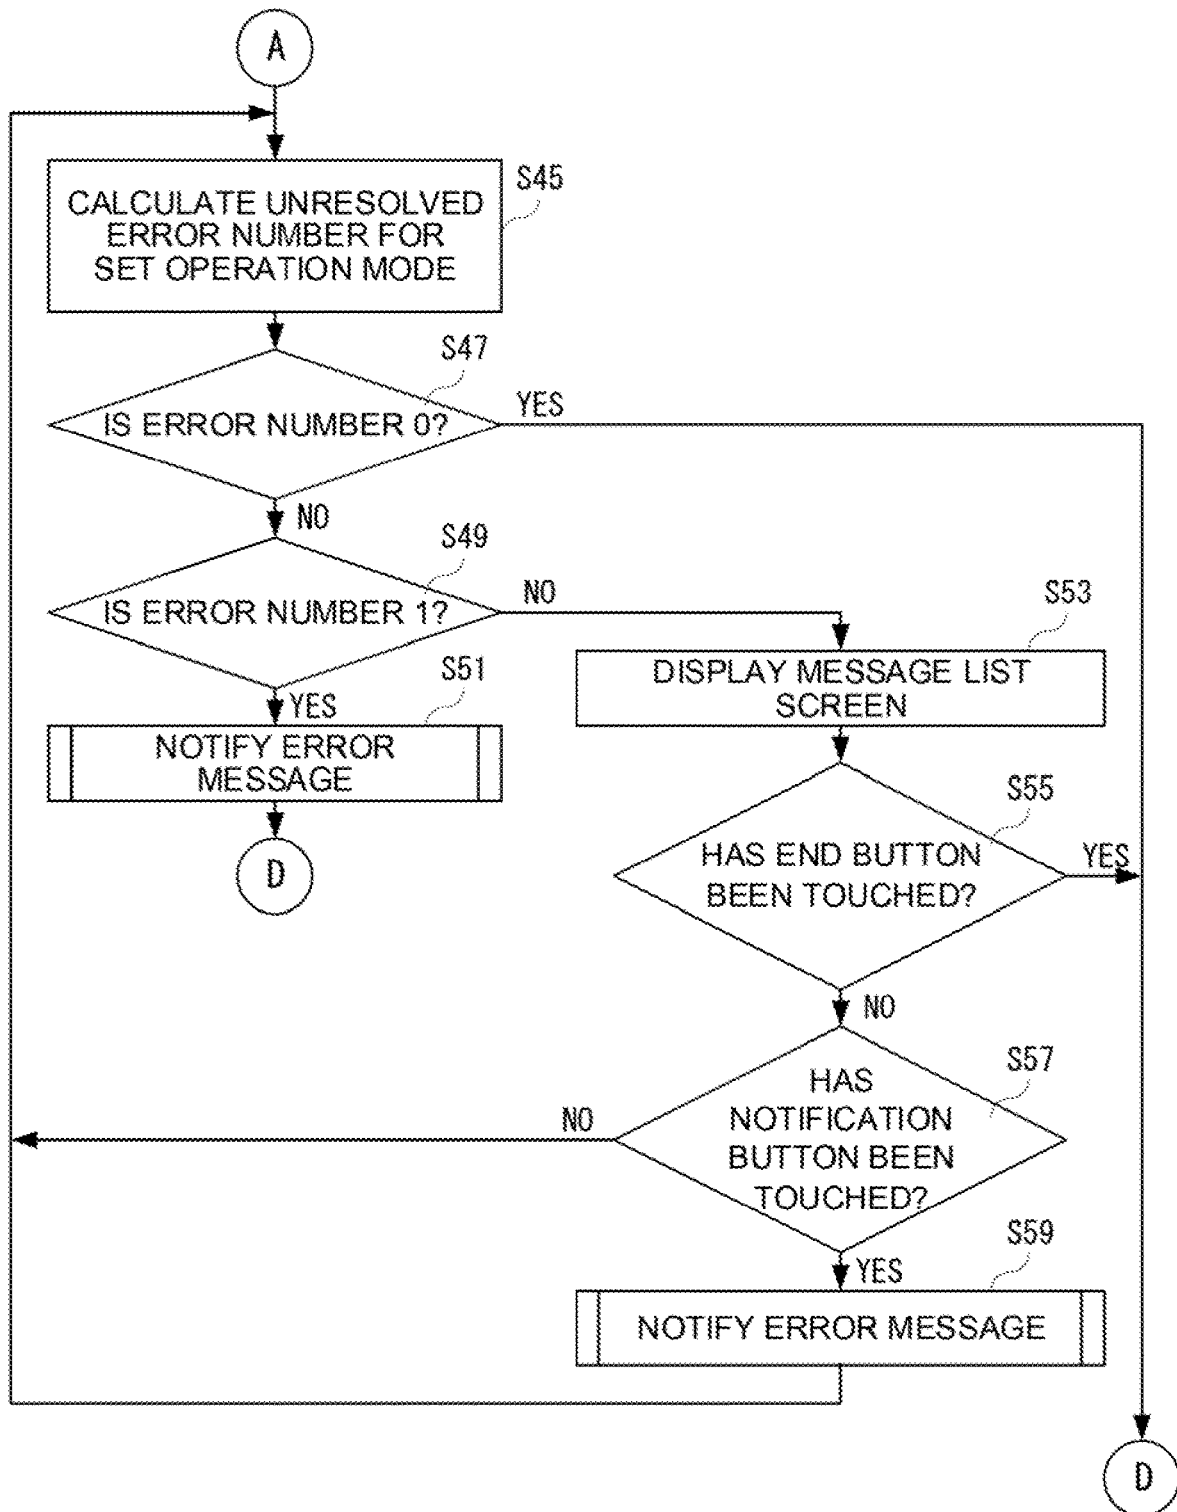 A
S45
CALCULATE UNRESOLVED
ERROR NUMBER FOR
SET OPERATION MODE
S47
IS ERROR NUMBER 0?
YES
NO
S49
IS ERROR NUMBER 1?
NO
S53
DISPLAY MESSAGE LIST
SCREEN
S51
YES
NOTIFY ERROR
MESSAGE
D
S55
HAS END BUTTON
BEEN TOUCHED?
YES
NO
S57
HAS
NOTIFICATION
BUTTON BEEN
TOUCHED?
NO
S59
YES
NOTIFY ERROR MESSAGE
D